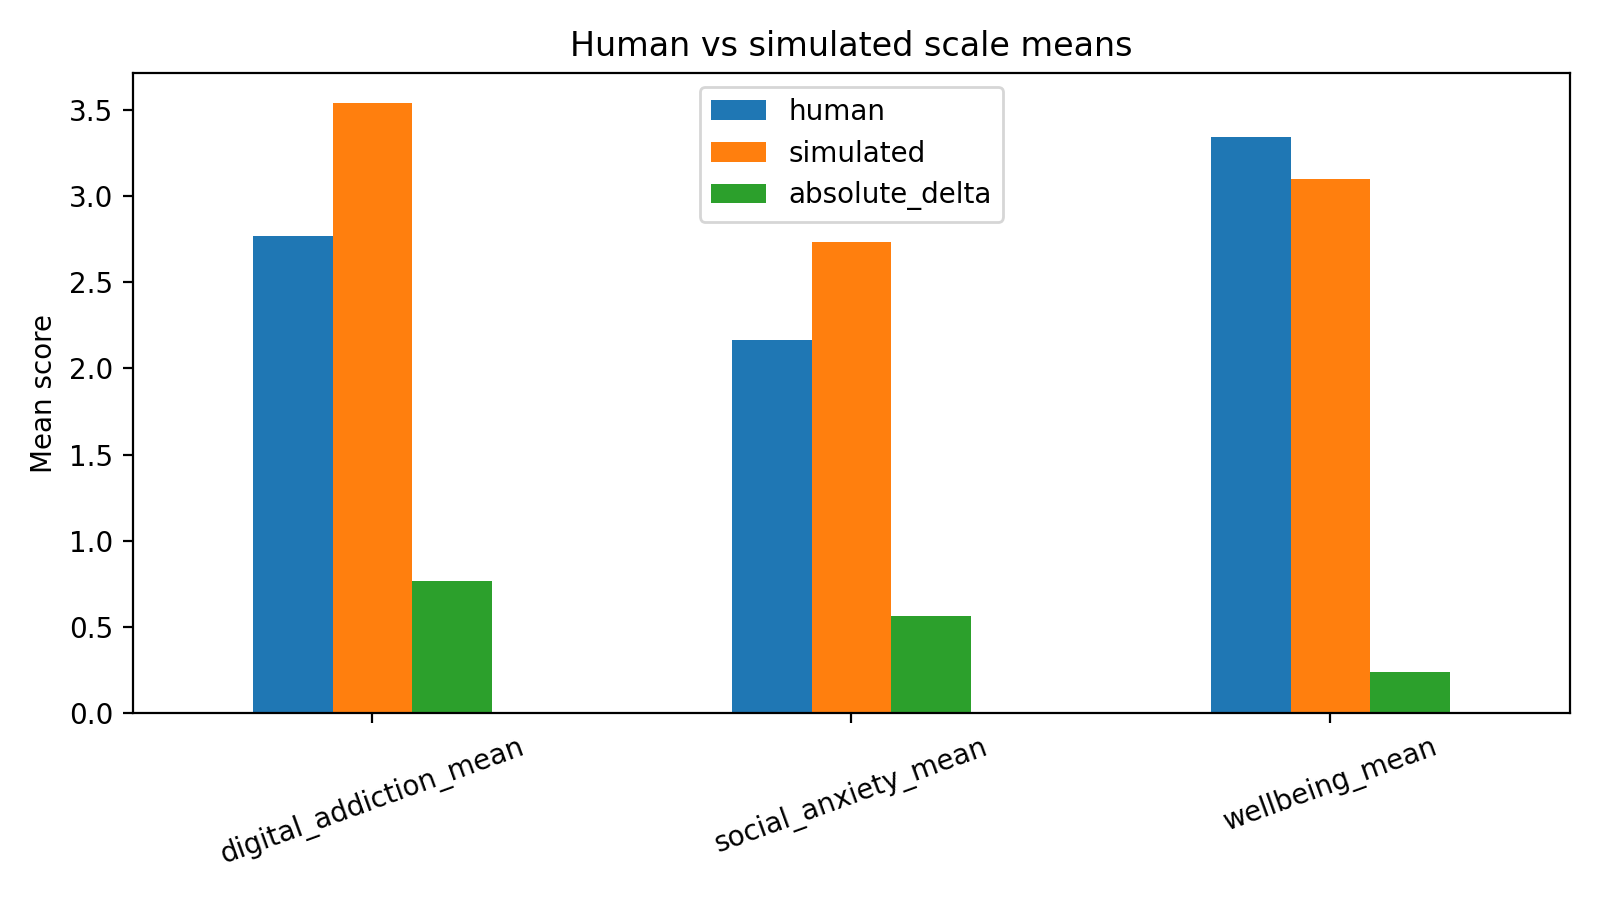 Human vs simulated scale means
human
simulated
absolute_delta
Mean score
3.5
3.0
2.5
2.0
1.5
1.0
0.5
0.0
digital_addiction_mean
social_anxiety_mean
wellbeing_mean